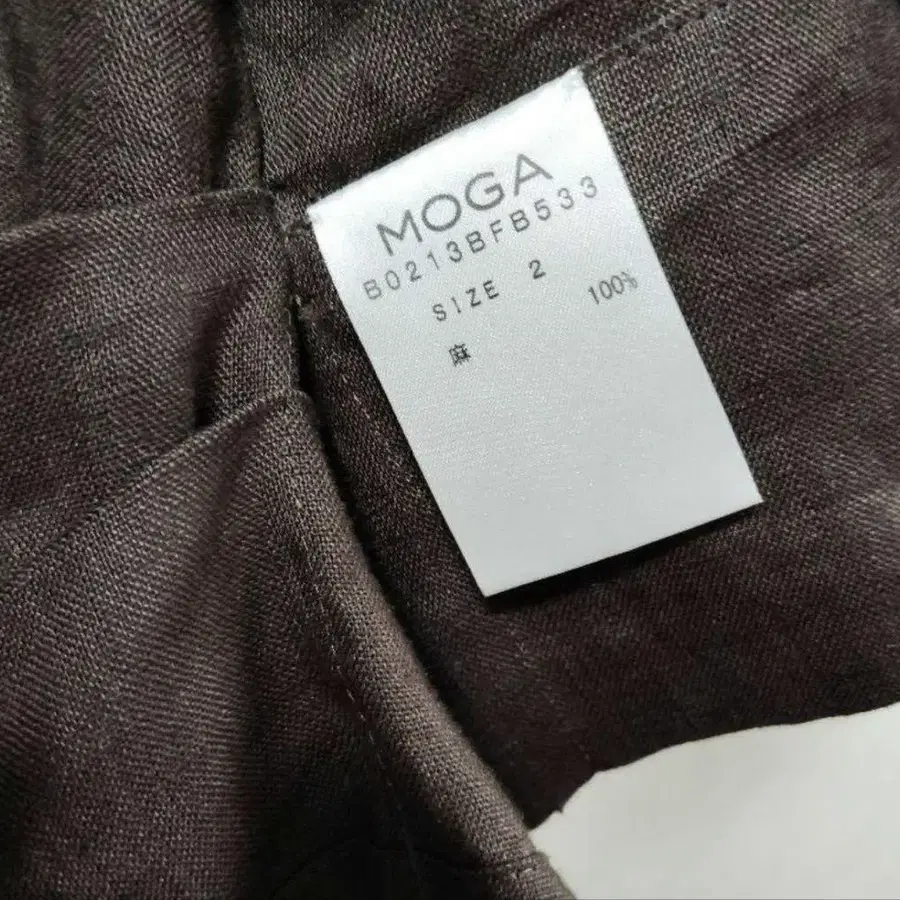 MOGA
B0213BFB533
SIZE 2
麻 100%